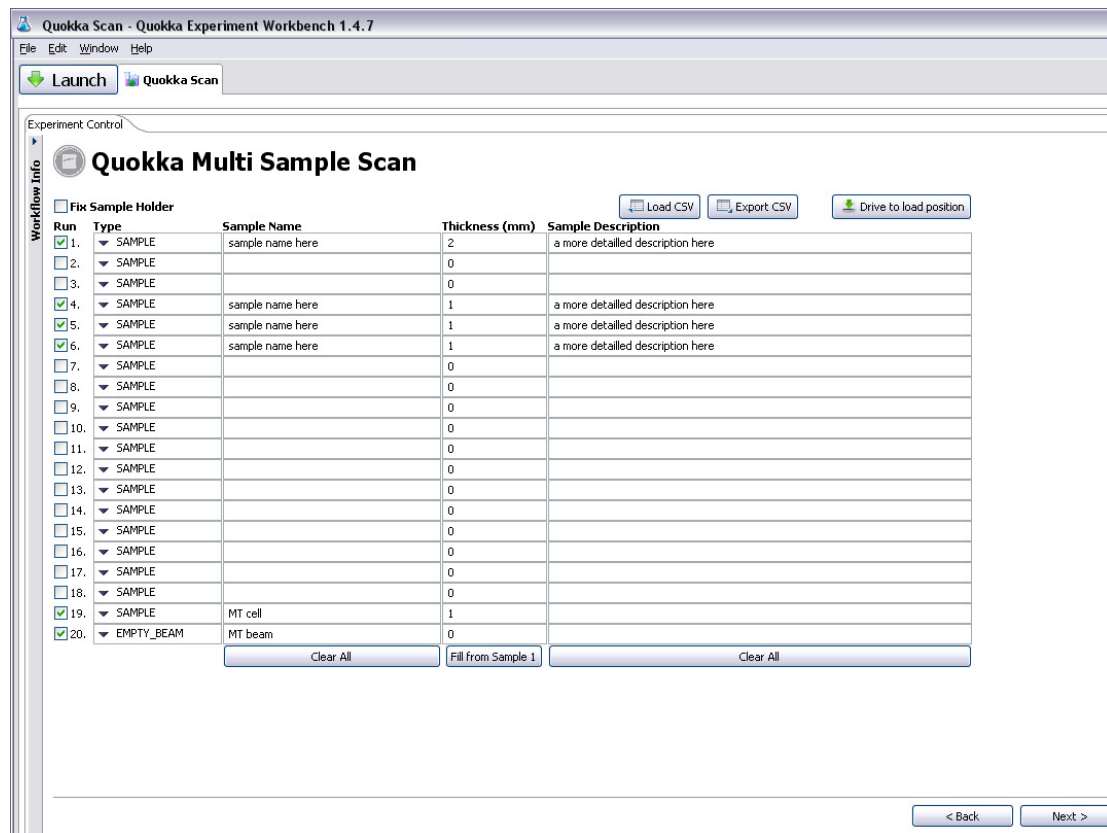 Quokka Scan - Quokka Experiment Workbench 1.4.7
File Edit Window Help
Launch Quokka Scan
Experiment Control
Workflow Info
Quokka Multi Sample Scan
Fix Sample Holder Load CSV Export CSV Drive to load position
Run Type Sample Name Thickness (mm) Sample Description
1. SAMPLE sample name here 2 a more detailled description here
2. SAMPLE 0
3. SAMPLE 0
4. SAMPLE sample name here 1 a more detailled description here
5. SAMPLE sample name here 1 a more detailled description here
6. SAMPLE sample name here 1 a more detailled description here
7. SAMPLE 0
8. SAMPLE 0
9. SAMPLE 0
10. SAMPLE 0
11. SAMPLE 0
12. SAMPLE 0
13. SAMPLE 0
14. SAMPLE 0
15. SAMPLE 0
16. SAMPLE 0
17. SAMPLE 0
18. SAMPLE 0
19. SAMPLE MT cell 1
20. EMPTY_BEAM MT beam 0
Clear All Fill from Sample 1 Clear All
< Back Next >